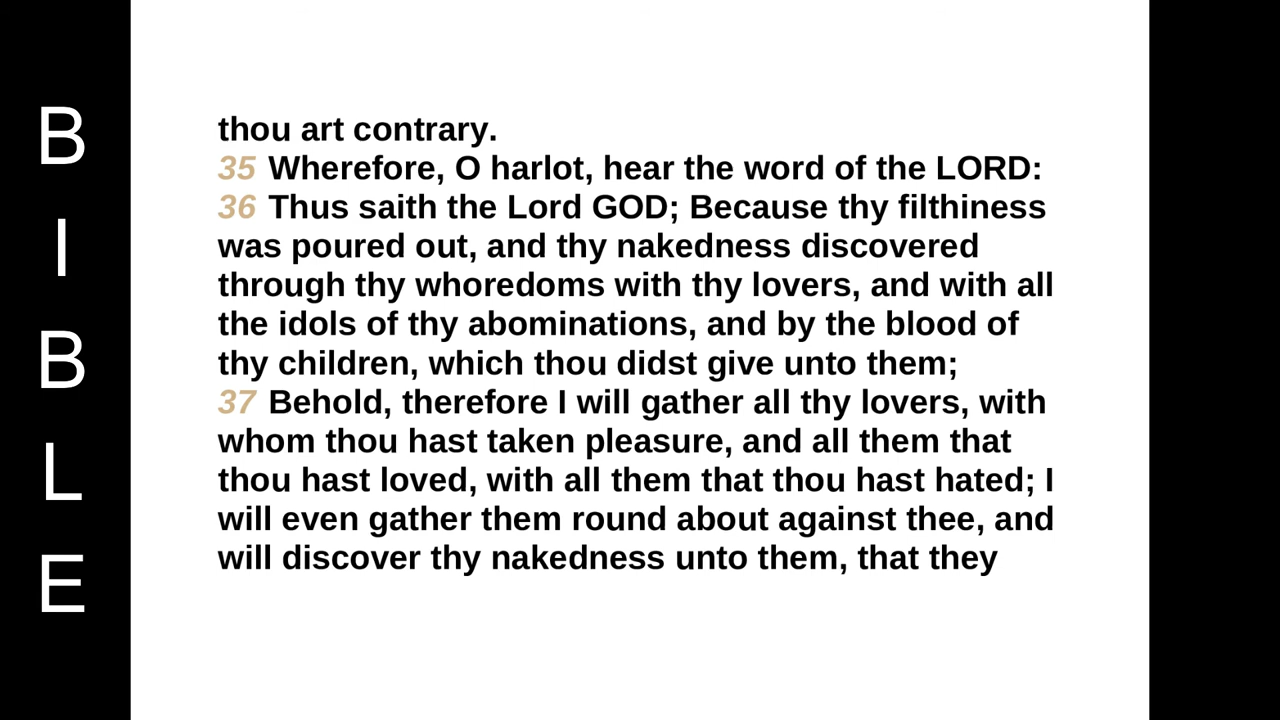 BIBLE
thou art contrary.
35 Wherefore, O harlot, hear the word of the LORD:
36 Thus saith the Lord GOD; Because thy filthiness
was poured out, and thy nakedness discovered
through thy whoredoms with thy lovers, and with all
the idols of thy abominations, and by the blood of
thy children, which thou didst give unto them;
37 Behold, therefore I will gather all thy lovers, with
whom thou hast taken pleasure, and all them that
thou hast loved, with all them that thou hast hated; I
will even gather them round about against thee, and
will discover thy nakedness unto them, that they